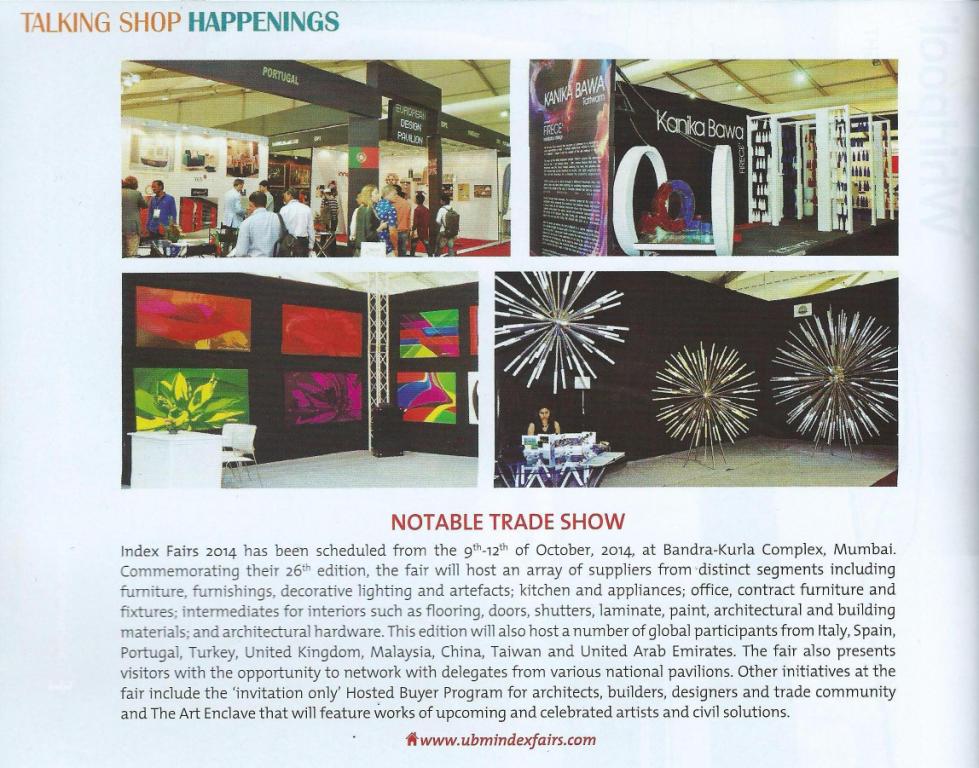 TALKING SHOP HAPPENINGS
PORTUGAL
EUROPEAN
DESIGN
PAVILION
KANIKA BAWA
FRECE
Kanika Bawa
FRECE
NOTABLE TRADE SHOW
Index Fairs 2014 has been scheduled from the 9th-12th of October, 2014, at Bandra-Kurla Complex, Mumbai.
Commemorating their 26th edition, the fair will host an array of suppliers from distinct segments including
furniture, furnishings, decorative lighting and artefacts; kitchen and appliances; office, contract furniture and
fixtures; intermediates for interiors such as flooring, doors, shutters, laminate, paint, architectural and building
materials; and architectural hardware. This edition will also host a number of global participants from Italy, Spain,
Portugal, Turkey, United Kingdom, Malaysia, China, Taiwan and United Arab Emirates. The fair also presents
visitors with the opportunity to network with delegates from various national pavilions. Other initiatives at the
fair include the 'invitation only' Hosted Buyer Program for architects, builders, designers and trade community
and The Art Enclave that will feature works of upcoming and celebrated artists and civil solutions.
www.ubmindexfairs.com